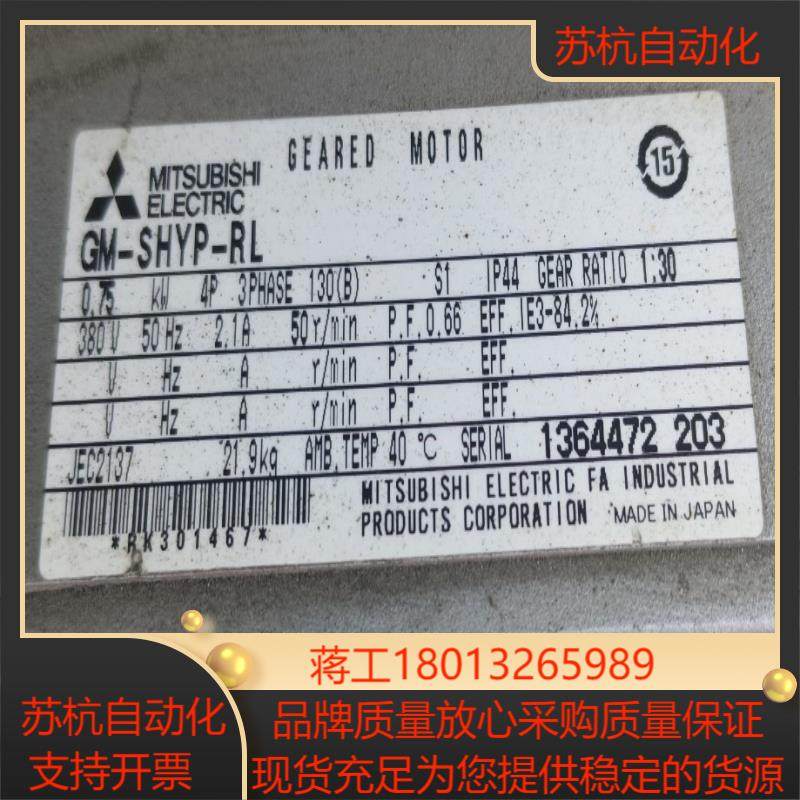 苏杭自动化
GEARED MOTOR
15
MITSUBISHI
ELECTRIC
GM-SHYP-RL
0.75 kW 4P 3PHASE 130(B) S1 IP44 GEAR RATIO 1:30
380 V 50 Hz 2.1A 50r/min P.F. 0.66 EFF. IE3-84.2%
V Hz A r/min P.F. EFF.
V Hz A r/min P.F. EFF.
JEC2137 21.9kg AMB.TEMP 40 ℃ SERIAL 1364472 203
MITSUBISHI ELECTRIC FA INDUSTRIAL
PRODUCTS CORPORATION MADE IN JAPAN
*RK301467*
蒋工18013265989
苏杭自动化
支持开票
品牌质量放心采购质量保证
现货充足为您提供稳定的货源